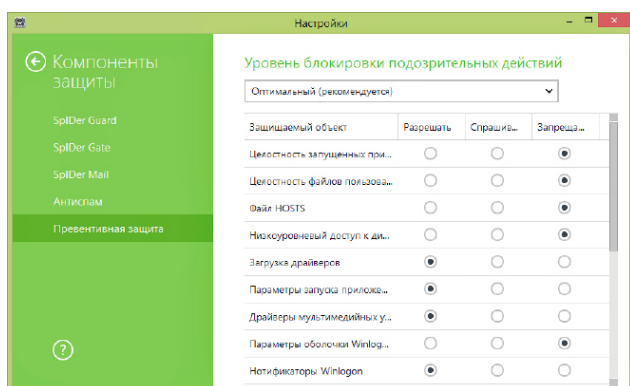 Настройки
Компоненты
защиты
SpIDer Guard
SpIDer Gate
SpIDer Mail
Антиспам
Превентивная защита
?
Уровень блокировки подозрительных действий
Оптимальный (рекомендуется)
Защищаемый объект Разрешать Спрашив... Запреща...
Целостность запущенных при...
Целостность файлов пользова...
Файл HOSTS
Низкоуровневый доступ к ди...
Загрузка драйверов
Параметры запуска приложе...
Драйверы мультимедийных у...
Параметры оболочки Winlog...
Нотификаторы Winlogon